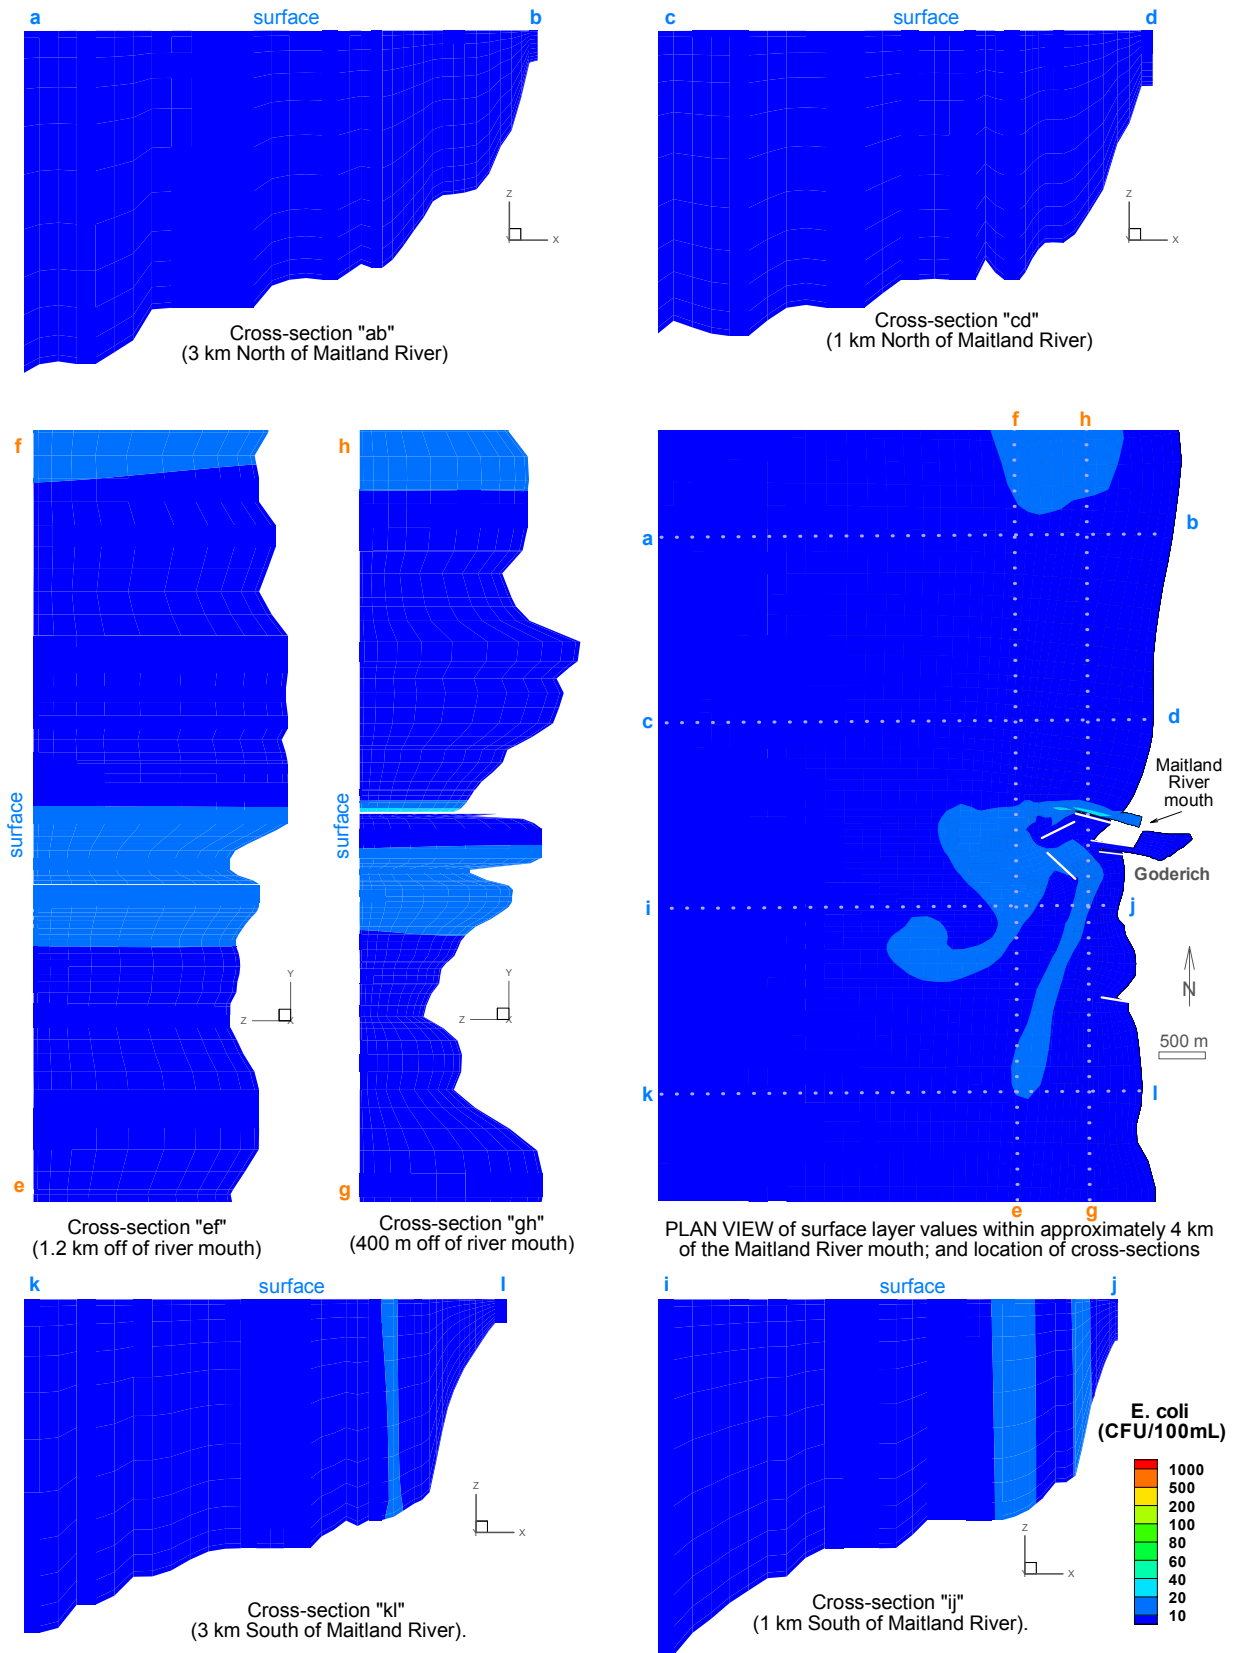 a surface b
c surface d
Z
X
Y
Cross-section "ab"
(3 km North of Maitland River)
Z
X
Y
Cross-section "cd"
(1 km North of Maitland River)
f
surface
e
Y
Z
X
Cross-section "ef"
(1.2 km off of river mouth)
h
surface
g
Y
Z
X
Cross-section "gh"
(400 m off of river mouth)
f h
a b
c d
Maitland
River
mouth
Goderich
i j
N
500 m
k l
e g
PLAN VIEW of surface layer values within approximately 4 km
of the Maitland River mouth; and location of cross-sections
k surface l
Z
X
Y
Cross-section "kl"
(3 km South of Maitland River).
i surface j
Z
X
Y
Cross-section "ij"
(1 km South of Maitland River).
E. coli
(CFU/100mL)
1000
500
200
100
80
60
40
20
10